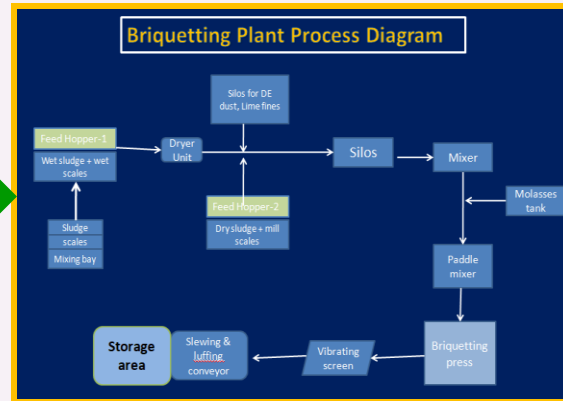 Briquetting Plant Process Diagram
Silos for DE
dust, Lime fines
Feed Hopper-1
Wet sludge + wet
scales
Dryer
Unit
Silos
Mixer
Molasses
tank
Feed Hopper-2
Dry sludge + mill
scales
Sludge
scales
Mixing bay
Paddle
mixer
Storage
area
Slewing &
luffing
conveyor
Vibrating
screen
Briquetting
press